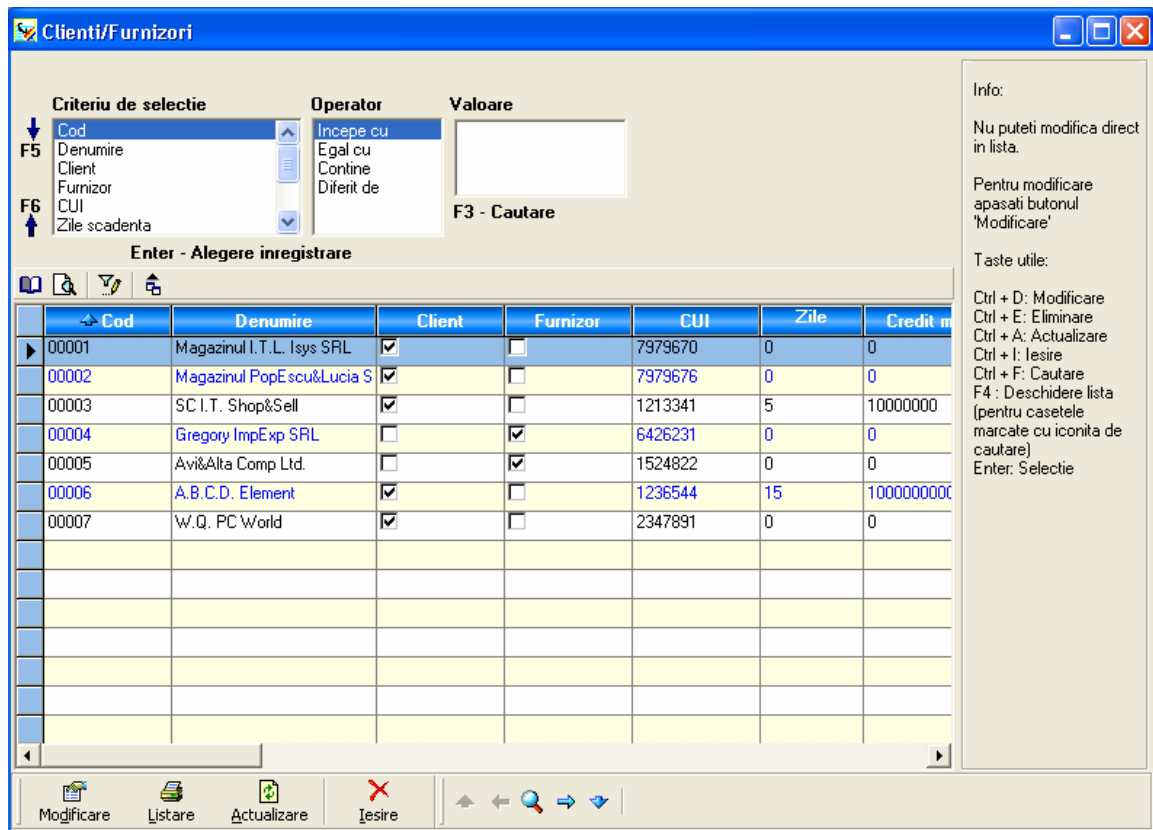 Clienti/Furnizori
Criteriu de selectie
Operator
Valoare
F5
F6
Cod
Denumire
Client
Furnizor
CUI
Zile scadenta
Incepe cu
Egal cu
Contine
Diferit de
F3 - Cautare
Enter - Alegere inregistrare
Cod Denumire Client Furnizor CUI Zile Credit m
00001 Magazinul I.T.L. Isys SRL 7979670 0 0
00002 Magazinul PopEscu&Lucia S 7979676 0 0
00003 SC I.T. Shop&Sell 1213341 5 10000000
00004 Gregory ImpExp SRL 6426231 0 0
00005 Avi&Alta Comp Ltd. 1524822 0 0
00006 A.B.C.D. Element 1236544 15 1000000000
00007 W.Q. PC World 2347891 0 0
Modificare Listare Actualizare Iesire
Info:
Nu puteti modifica direct
in lista.
Pentru modificare
apasati butonul
'Modificare'
Taste utile:
Ctrl + D: Modificare
Ctrl + E: Eliminare
Ctrl + A: Actualizare
Ctrl + I: Iesire
Ctrl + F: Cautare
F4 : Deschidere lista
(pentru casetele
marcate cu iconita de
cautare)
Enter: Selectie